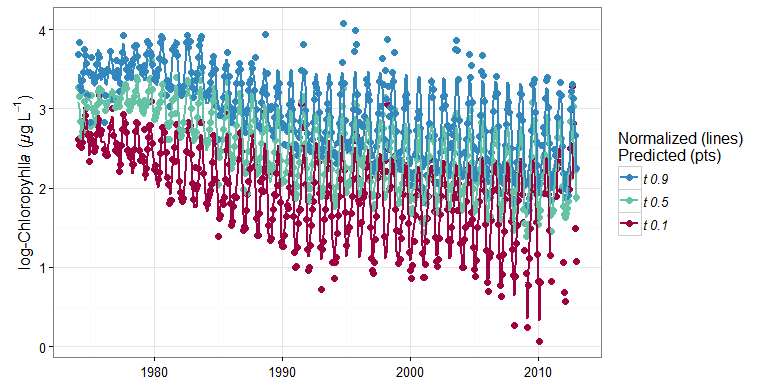 4
3
2
1
0
log-Chloropyhlla (µg L⁻¹)
1980
1990
2000
2010
Normalized (lines)
Predicted (pts)
t 0.9
t 0.5
t 0.1